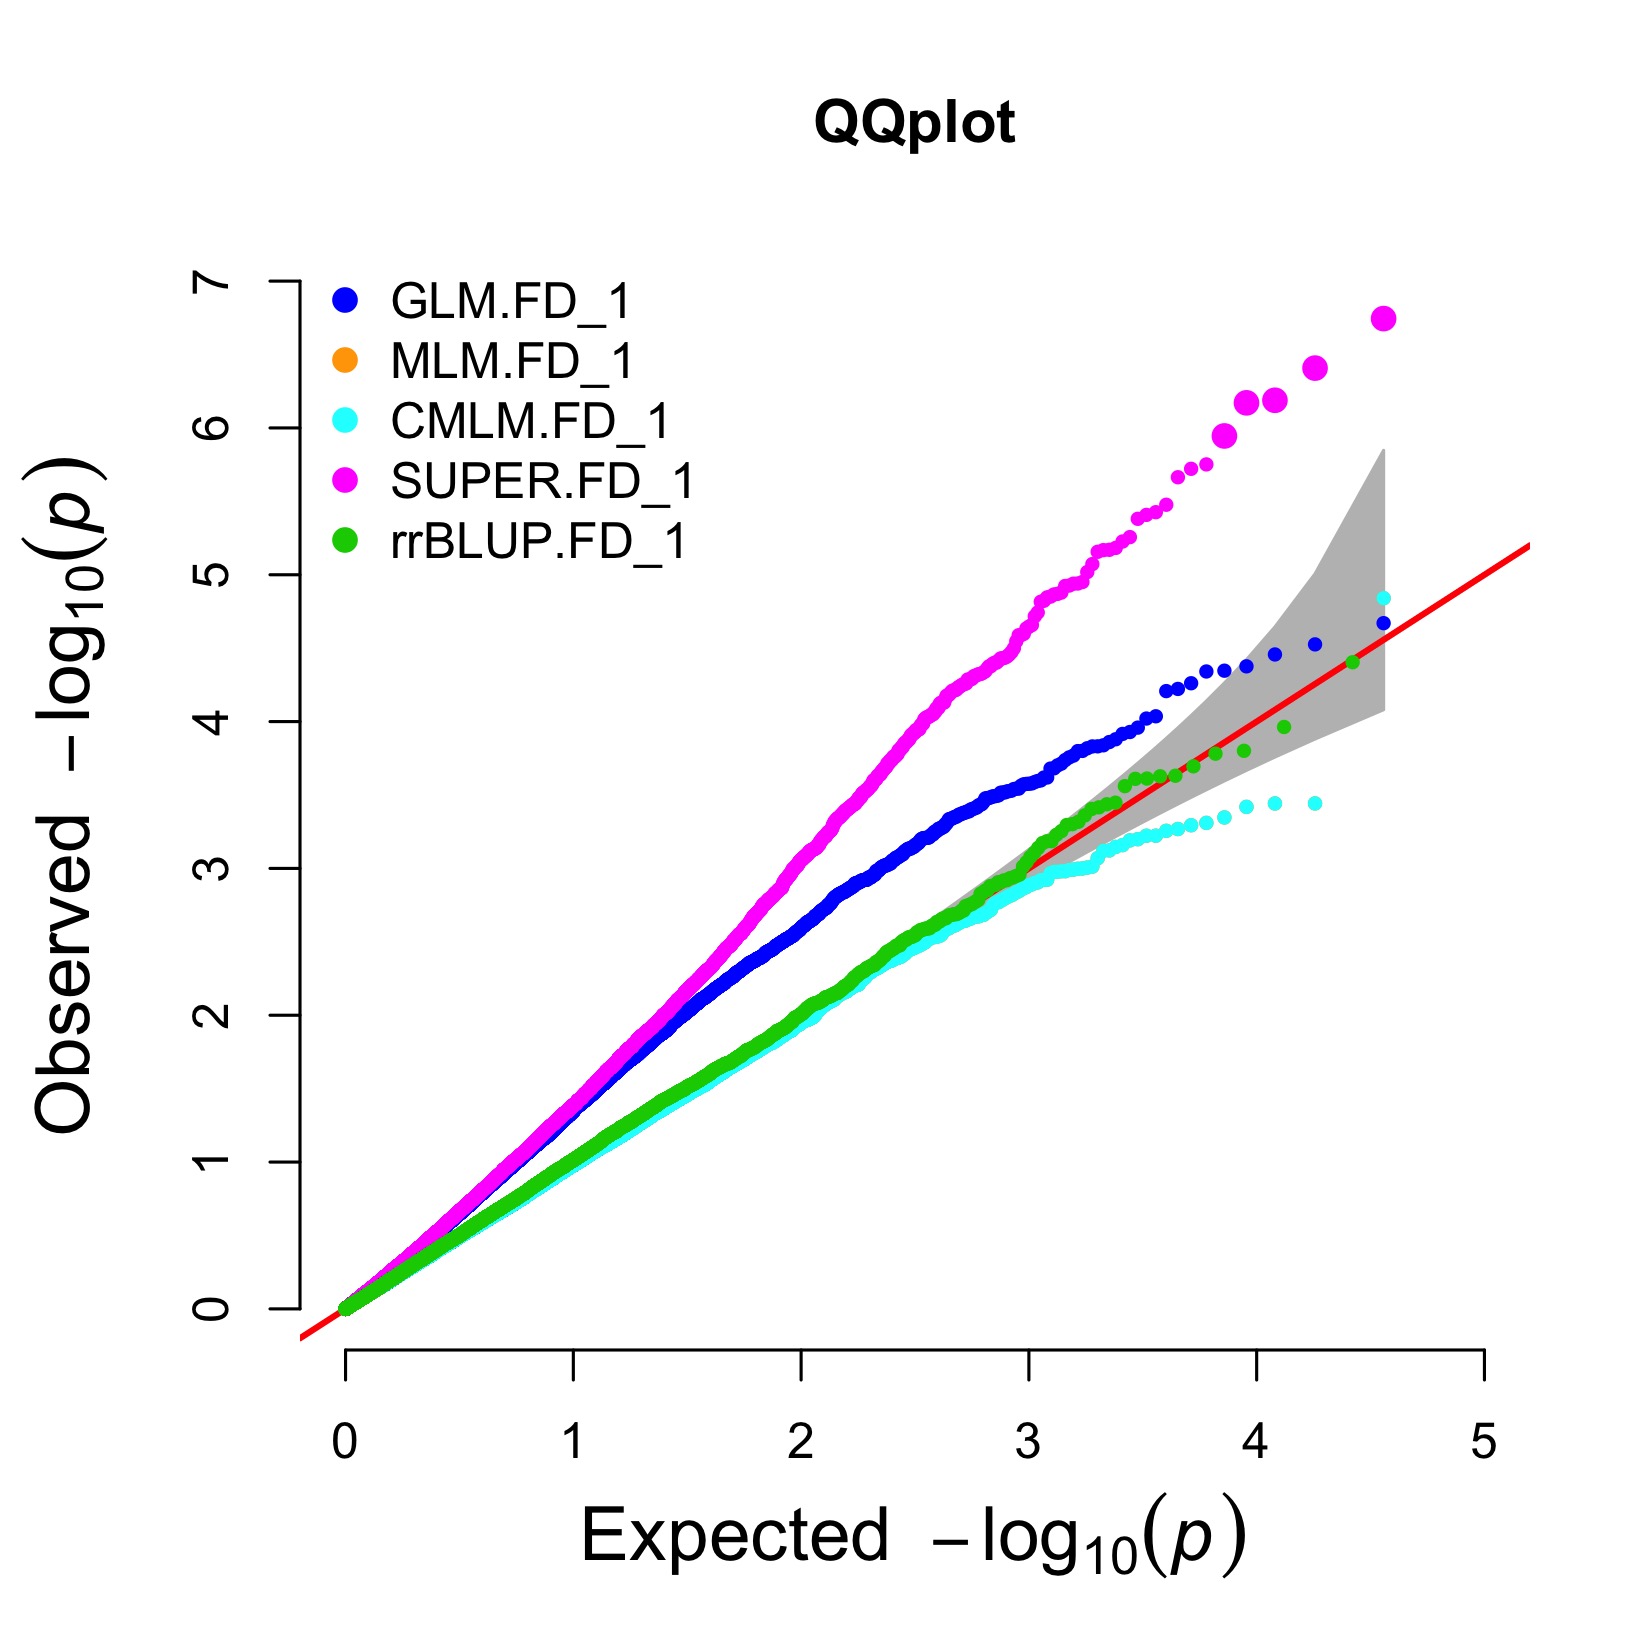 QQplot
GLM.FD_1
MLM.FD_1
CMLM.FD_1
SUPER.FD_1
rrBLUP.FD_1
7
6
5
4
3
2
1
0
Observed −log10(p)
0 1 2 3 4 5
Expected −log10(p)